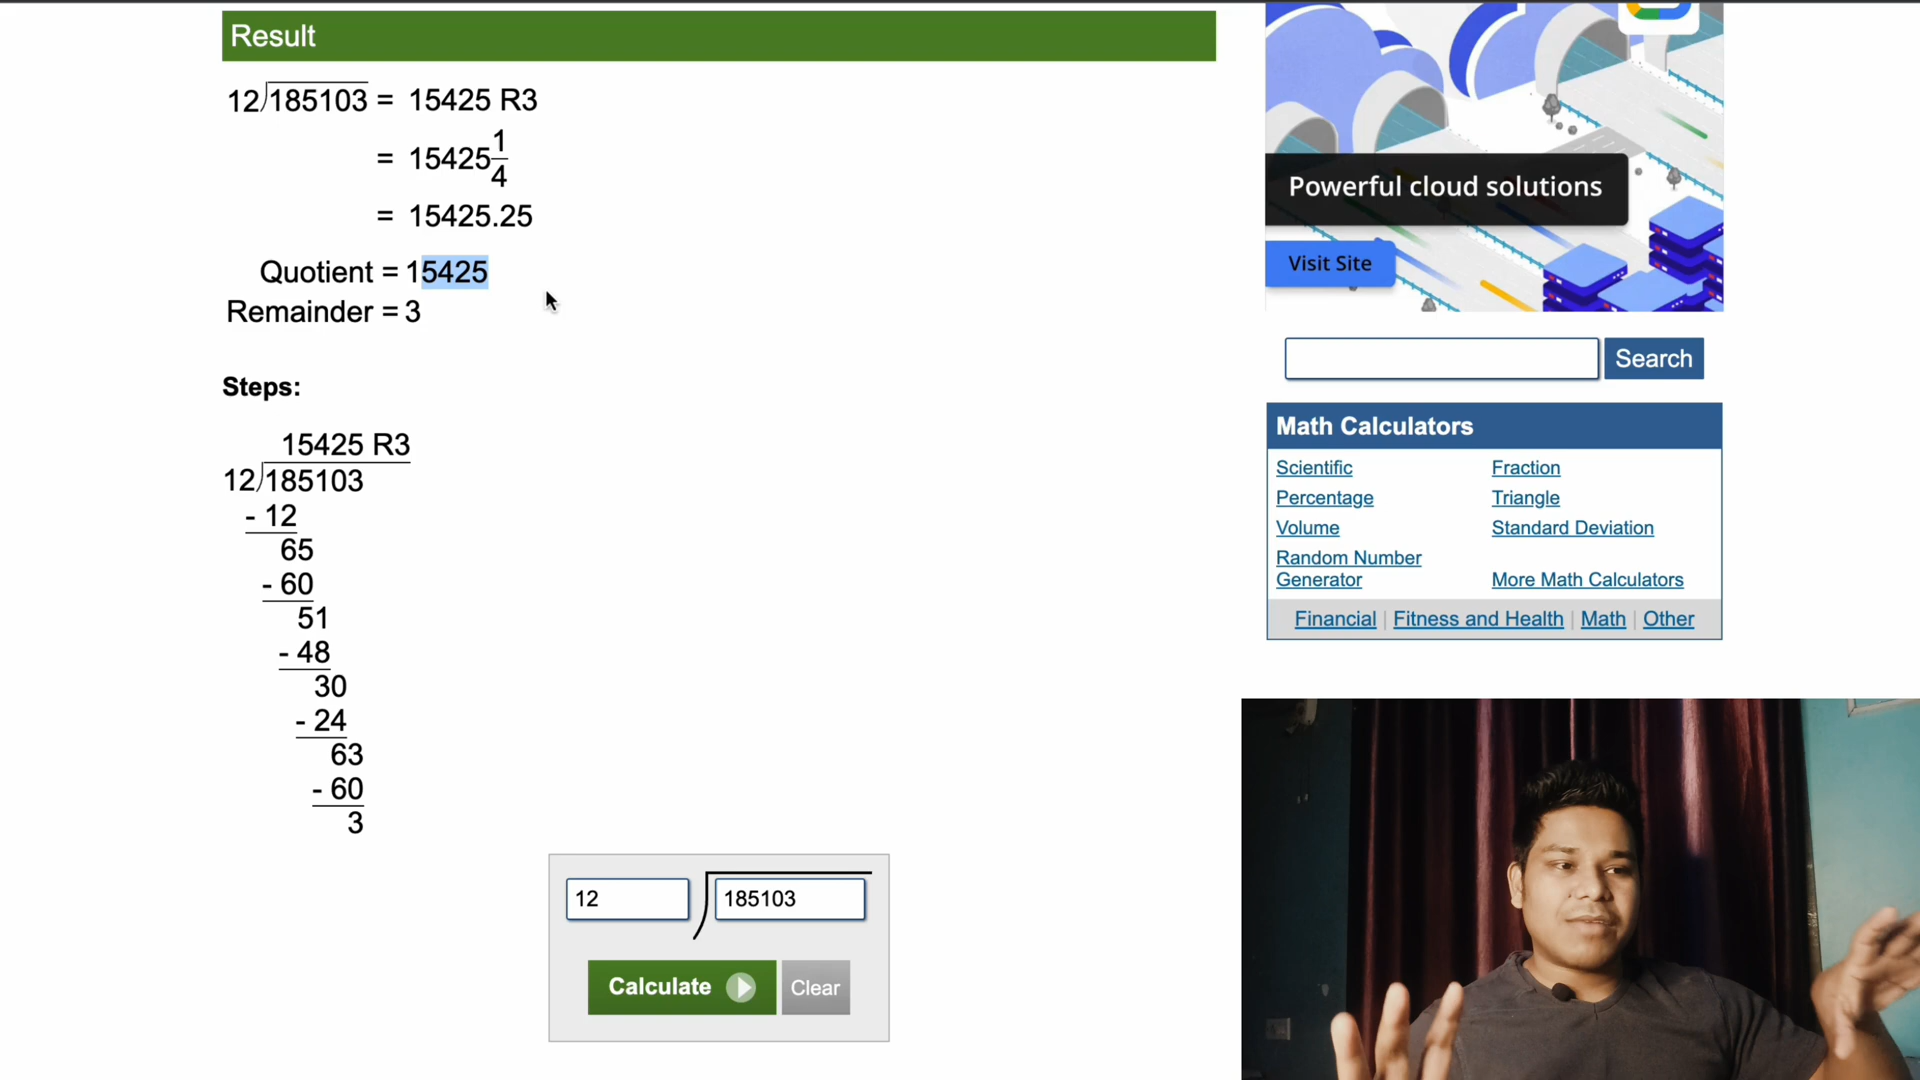 Result
12)185103 = 15425 R3
= 15425 1/4
= 15425.25
Quotient = 15425
Remainder = 3
Steps:
15425 R3
12)185103
- 12
65
- 60
51
- 48
30
- 24
63
- 60
3
12
185103
Calculate
Clear
Powerful cloud solutions
Visit Site
Search
Math Calculators
Scientific
Fraction
Percentage
Triangle
Volume
Standard Deviation
Random Number
Generator
More Math Calculators
Financial | Fitness and Health | Math | Other